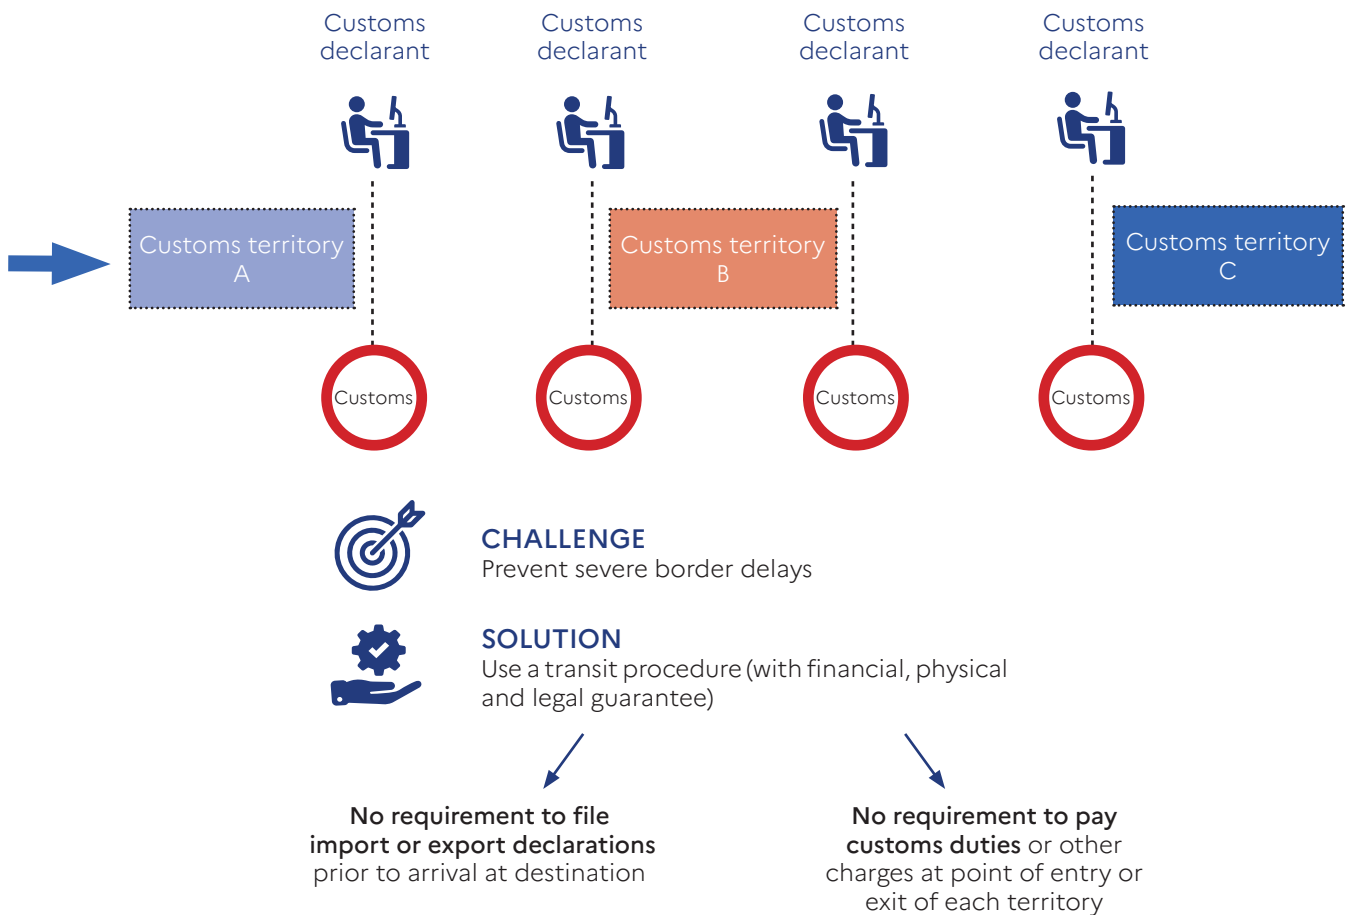 Customs
declarant
Customs
declarant
Customs
declarant
Customs
declarant
Customs territory
A
Customs territory
B
Customs territory
C
Customs
Customs
Customs
Customs
CHALLENGE
Prevent severe border delays
SOLUTION
Use a transit procedure (with financial, physical
and legal guarantee)
No requirement to file
import or export declarations
prior to arrival at destination
No requirement to pay
customs duties or other
charges at point of entry or
exit of each territory